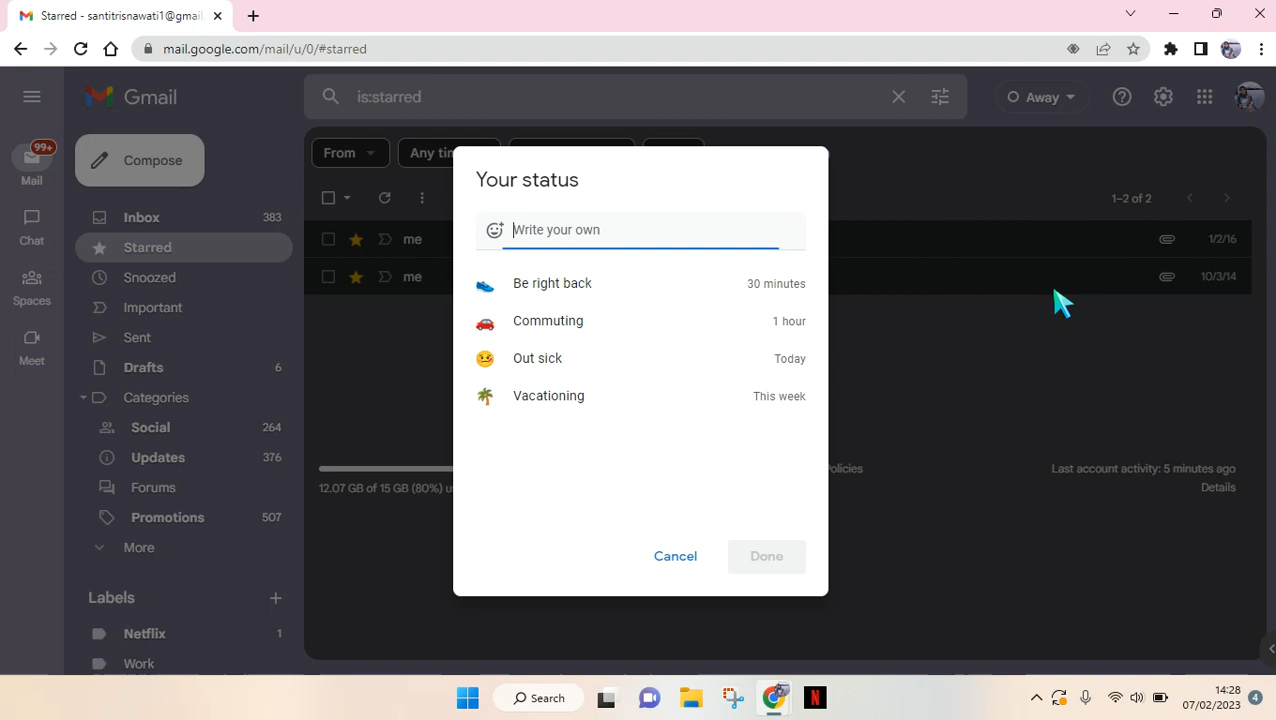 Starred - santitrisnawati1@gmail.
mail.google.com/mail/u/0/#starred
Gmail
is:starred
Away
99+
Mail
Chat
Spaces
Meet
Compose
Inbox 383
Starred
Snoozed
Important
Sent
Drafts 6
Categories
Social 264
Updates 376
Forums
Promotions 507
More
Labels
Netflix 1
Work
From
1–2 of 2
me 1/2/16
me 10/3/14
12.07 GB of 15 GB (80%)
Last account activity: 5 minutes ago
Details
Your status
Write your own
Be right back 30 minutes
Commuting 1 hour
Out sick Today
Vacationing This week
Cancel
Done
Search
14:28
07/02/2023
4